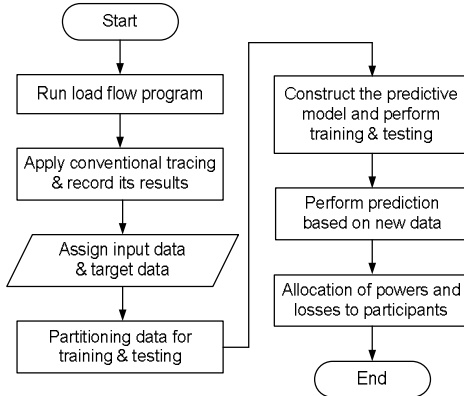 Start
Run load flow program
Apply conventional tracing
& record its results
Assign input data
& target data
Partitioning data for
training & testing
Construct the predictive
model and perform
training & testing
Perform prediction
based on new data
Allocation of powers and
losses to participants
End